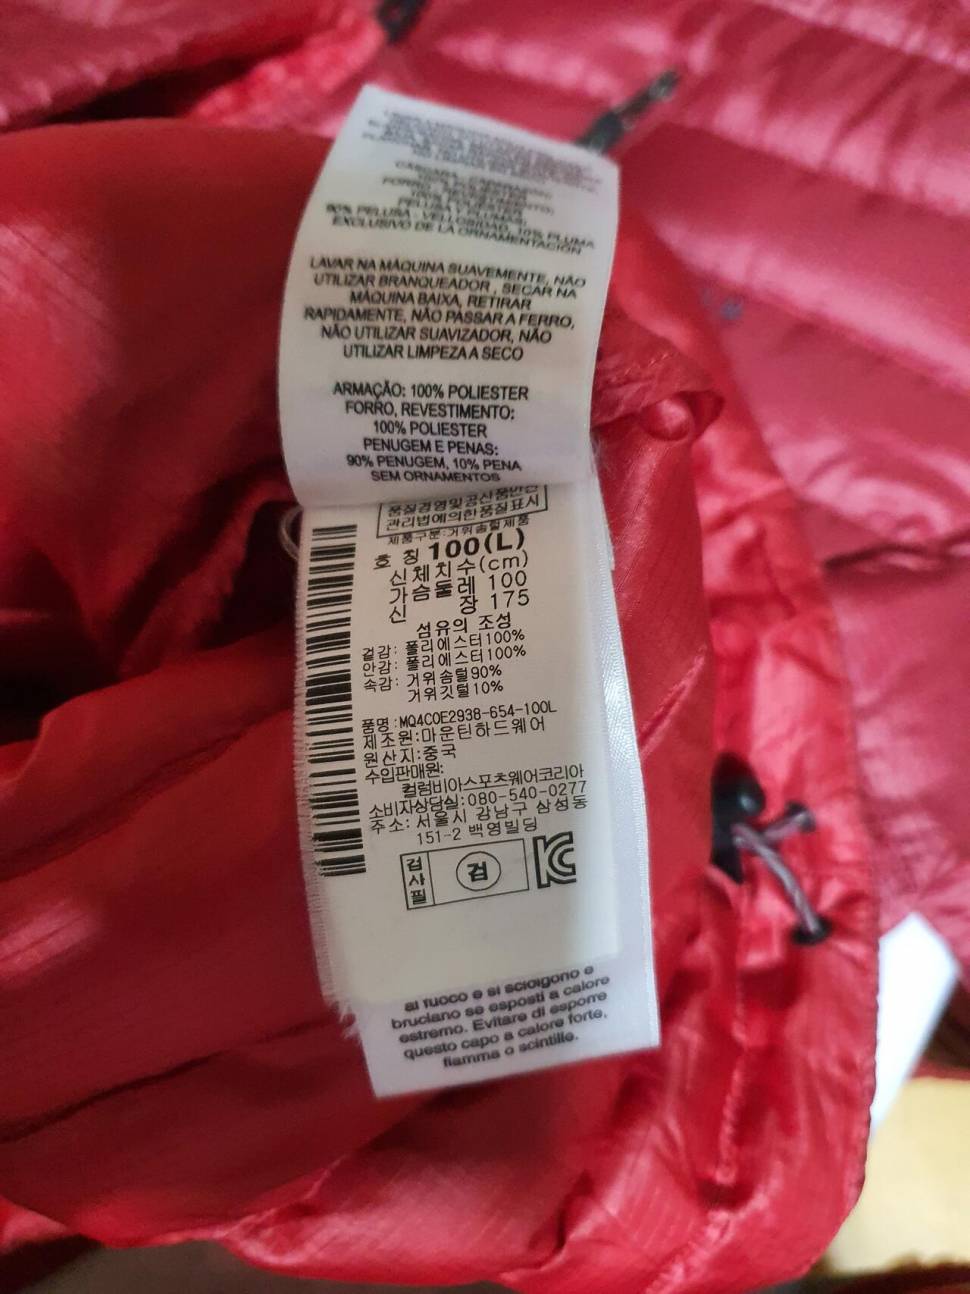 FORRO, REVESTIMENTO:
100% POLYESTER
PELUSA Y PLUMAS:
90% PELUSA - VELLOSIDAD, 10% PLUMA
EXCLUSIVO DE LA ORNAMENTACIÓN
LAVAR NA MÁQUINA SUAVEMENTE, NÃO
UTILIZAR BRANQUEADOR , SECAR NA
MÁQUINA BAIXA, RETIRAR
RAPIDAMENTE, NÃO PASSAR A FERRO,
NÃO UTILIZAR SUAVIZADOR, NÃO
UTILIZAR LIMPEZA A SECO
ARMAÇÃO: 100% POLIESTER
FORRO, REVESTIMENTO:
100% POLIESTER
PENUGEM E PENAS:
90% PENUGEM, 10% PENA
SEM ORNAMENTOS
품질경영및공산품안전
관리법에의한품질표시
제품구분:거위솜털제품
호 칭 100(L)
신체치수(cm)
가슴둘레 100
신 장 175
섬유의 조성
겉감: 폴리에스터100%
안감: 폴리에스터100%
속감: 거위솜털90%
거위깃털10%
품명:MQ4COE2938-654-100L
제조원:마운틴하드웨어
원산지:중국
수입판매원:
컬럼비아스포츠웨어코리아
소비자상담실:080-540-0277
주소: 서울시 강남구 삼성동
151-2 백영빌딩
검사필 검 KC
al fuoco e si sciolgono e
bruciano se esposti a calore
estremo. Evitare di esporre
questo capo a calore forte,
fiamma o scintille.